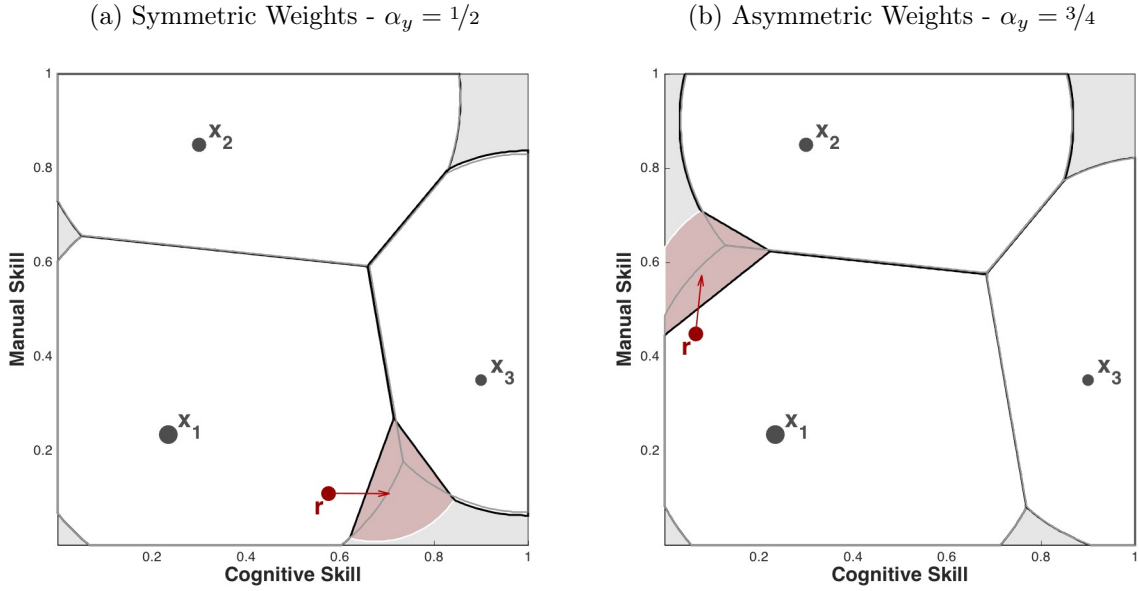 (a) Symmetric Weights - αy = 1/2
(b) Asymmetric Weights - αy = 3/4
1
0.8
0.6
0.4
0.2
Manual Skill
x2
x3
x1
r
0.2
0.4
0.6
0.8
1
Cognitive Skill
1
0.8
0.6
0.4
0.2
Manual Skill
x2
r
x3
x1
0.2
0.4
0.6
0.8
1
Cognitive Skill